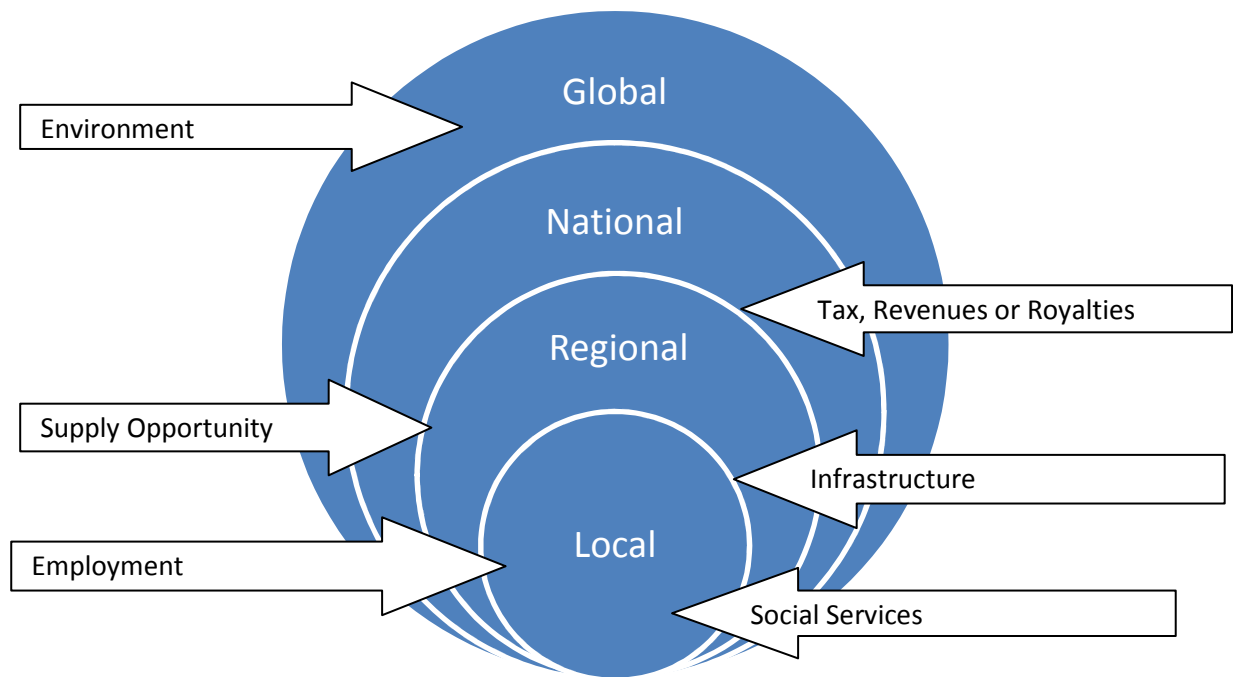 Global
Environment
National
Tax, Revenues or Royalties
Regional
Supply Opportunity
Infrastructure
Local
Employment
Social Services